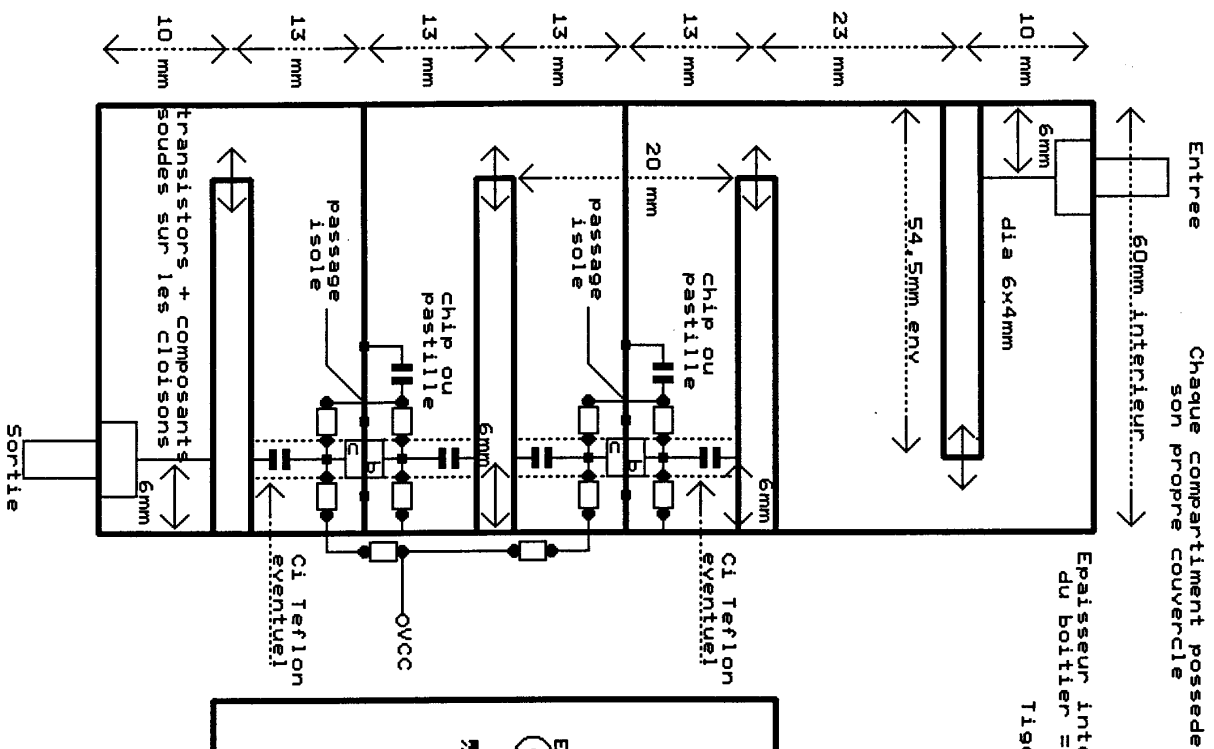 Entree
Chaque compartiment possede
son propre couvercle
60mm interieur
Epaisseur inte
du boitier =
Tige
10 mm
6mm
dia 6x4mm
54,5mm env
23 mm
13 mm
6mm
chip ou
pastille
Ci Teflon
eventuel
20 mm
b
c
passage
isole
13 mm
E
6mm
chip ou
pastille
VCC
13 mm
b
c
passage
isole
13 mm
Ci Teflon
eventuel
transistors + composants
soudes sur les cloisons
10 mm
6mm
Sortie